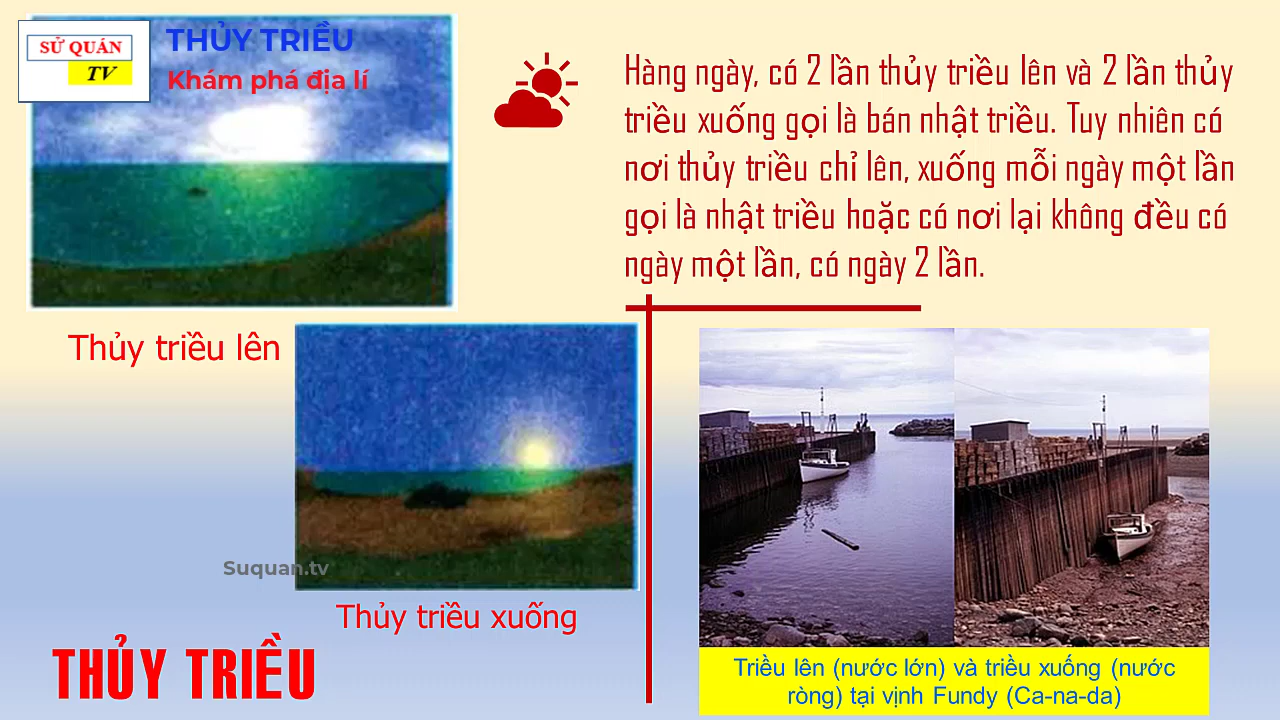 SỬ QUÁN
TV
THỦY TRIỀU
Khám phá địa lí
Hàng ngày, có 2 lần thủy triều lên và 2 lần thủy
triều xuống gọi là bán nhật triều. Tuy nhiên có
nơi thủy triều chỉ lên, xuống mỗi ngày một lần
gọi là nhật triều hoặc có nơi lại không đều có
ngày một lần, có ngày 2 lần.
Thủy triều lên
Suquan.tv
Thủy triều xuống
THỦY TRIỀU
Triều lên (nước lớn) và triều xuống (nước
ròng) tại vịnh Fundy (Ca-na-da)